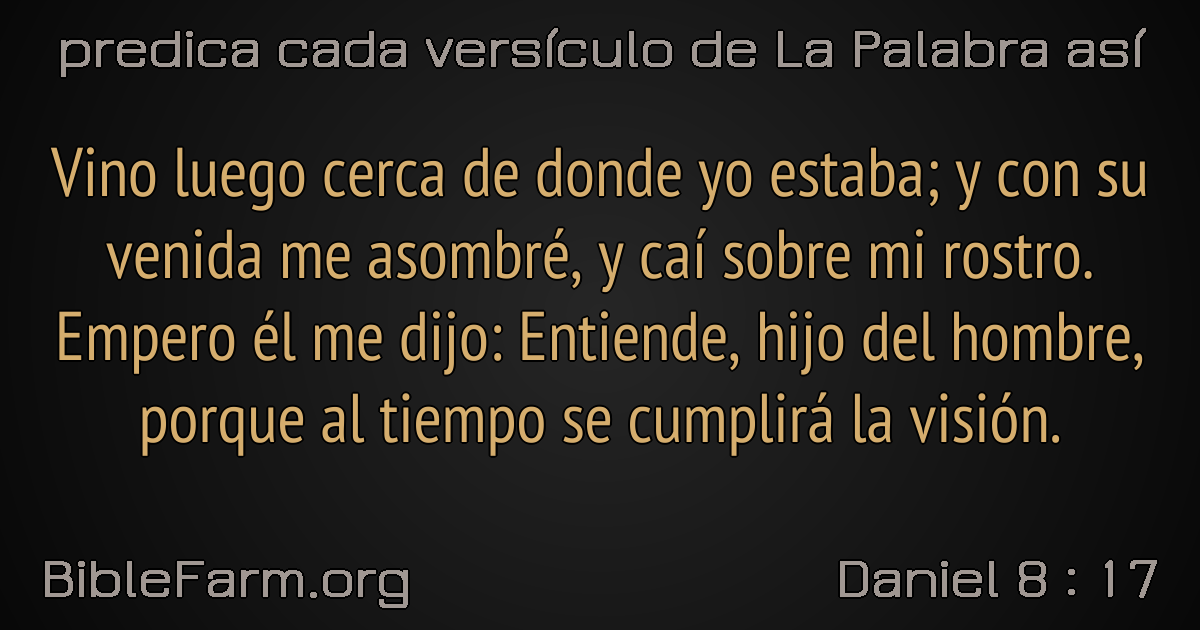 predica cada versículo de La Palabra así
Vino luego cerca de donde yo estaba; y con su
venida me asombré, y caí sobre mi rostro.
Empero él me dijo: Entiende, hijo del hombre,
porque al tiempo se cumplirá la visión.
BibleFarm.org
Daniel 8 : 17